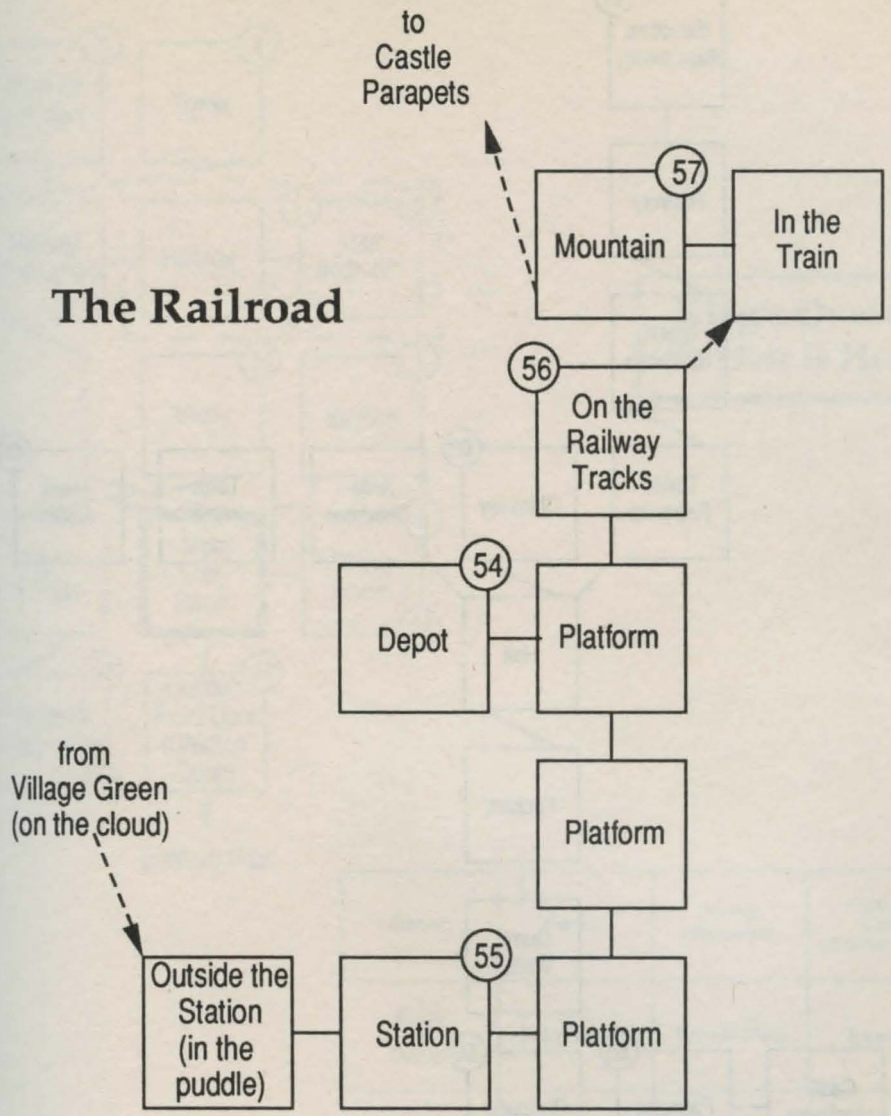 to
Castle
Parapets
57
Mountain
In the
Train
The Railroad
56
On the
Railway
Tracks
54
Depot
Platform
from
Village Green
(on the cloud)
Platform
Outside the
Station
(in the
puddle)
55
Station
Platform